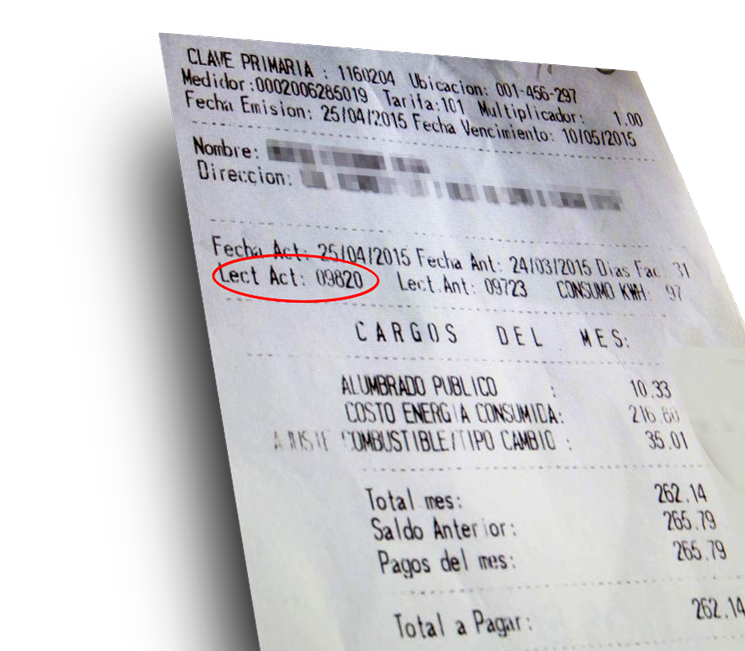 CLAVE PRIMARIA : 1160204 Ubicacion: 001-456-297
Medidor:0002006285019 Tarifa:101 Multiplicador: 1.00
Fecha Emision: 25/04/2015 Fecha Vencimiento: 10/05/2015
Nombre:
Direccion:
Fecha Act: 25/04/2015 Fecha Ant: 24/03/2015 Dias Fac: 31
Lect Act: 09820 Lect.Ant: 09723 CONSUMO KWH: 97
CARGOS DEL MES:
ALUMBRADO PUBLICO : 10.33
COSTO ENERGIA CONSUMIDA: 216.80
AJUSTE COMBUSTIBLE/TIPO CAMBIO : 35.01
Total mes: 262.14
Saldo Anterior: 265.79
Pagos del mes: 265.79
Total a Pagar: 262.14